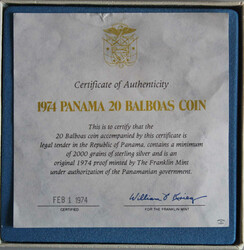 Certificate of Authenticity
1974 PANAMA 20 BALBOAS COIN
This is to certify that the
20 Balboas coin accompanied by this certificate is
legal tender in the Republic of Panama, contains a minimum
of 2000 grains of sterling silver and is an
original 1974 proof minted by The Franklin Mint
under authorization of the Panamanian government.
FEB 1 1974
CERTIFIED
FOR THE FRANKLIN MINT